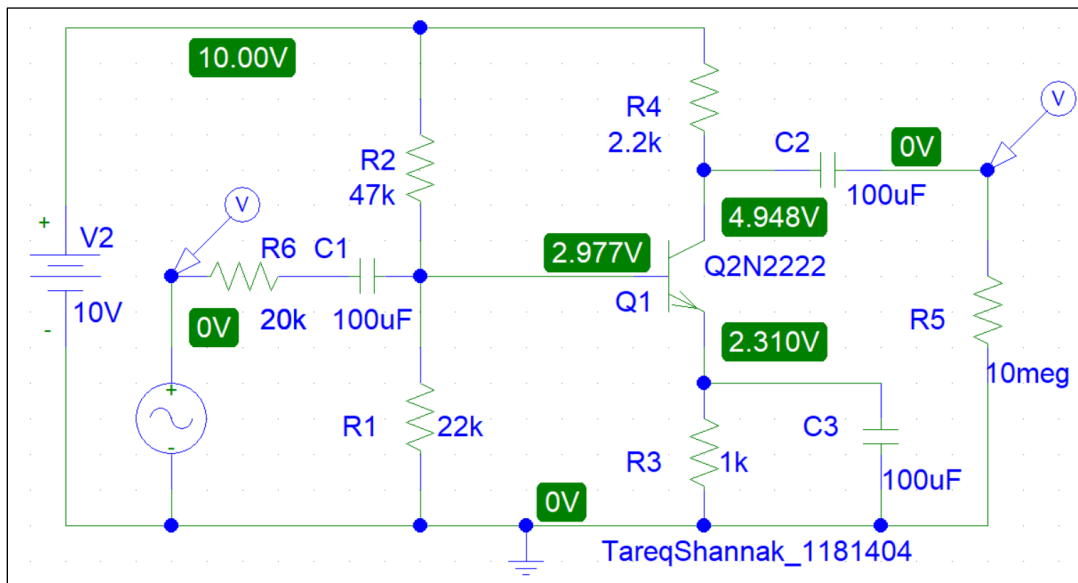 10.00V
R4
2.2k
V
C2
0V
100uF
R2
47k
V
+
V2
10V
-
R6
C1
20k
100uF
0V
2.977V
4.948V
Q2N2222
Q1
2.310V
R5
10meg
+
-
R1
22k
R3
1k
C3
100uF
0V
TareqShannak_1181404